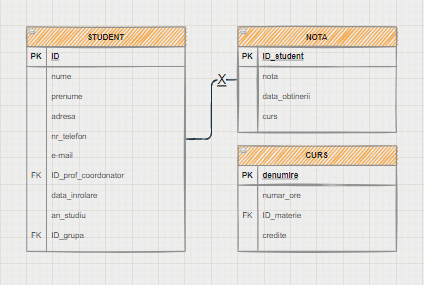 STUDENT
PK ID
nume
prenume
adresa
nr_telefon
e-mail
FK ID_prof_coordonator
data_inrolare
an_studiu
FK ID_grupa
X
NOTA
PK ID_student
nota
data_obtinerii
curs
CURS
PK denumire
numar_ore
FK ID_materie
credite